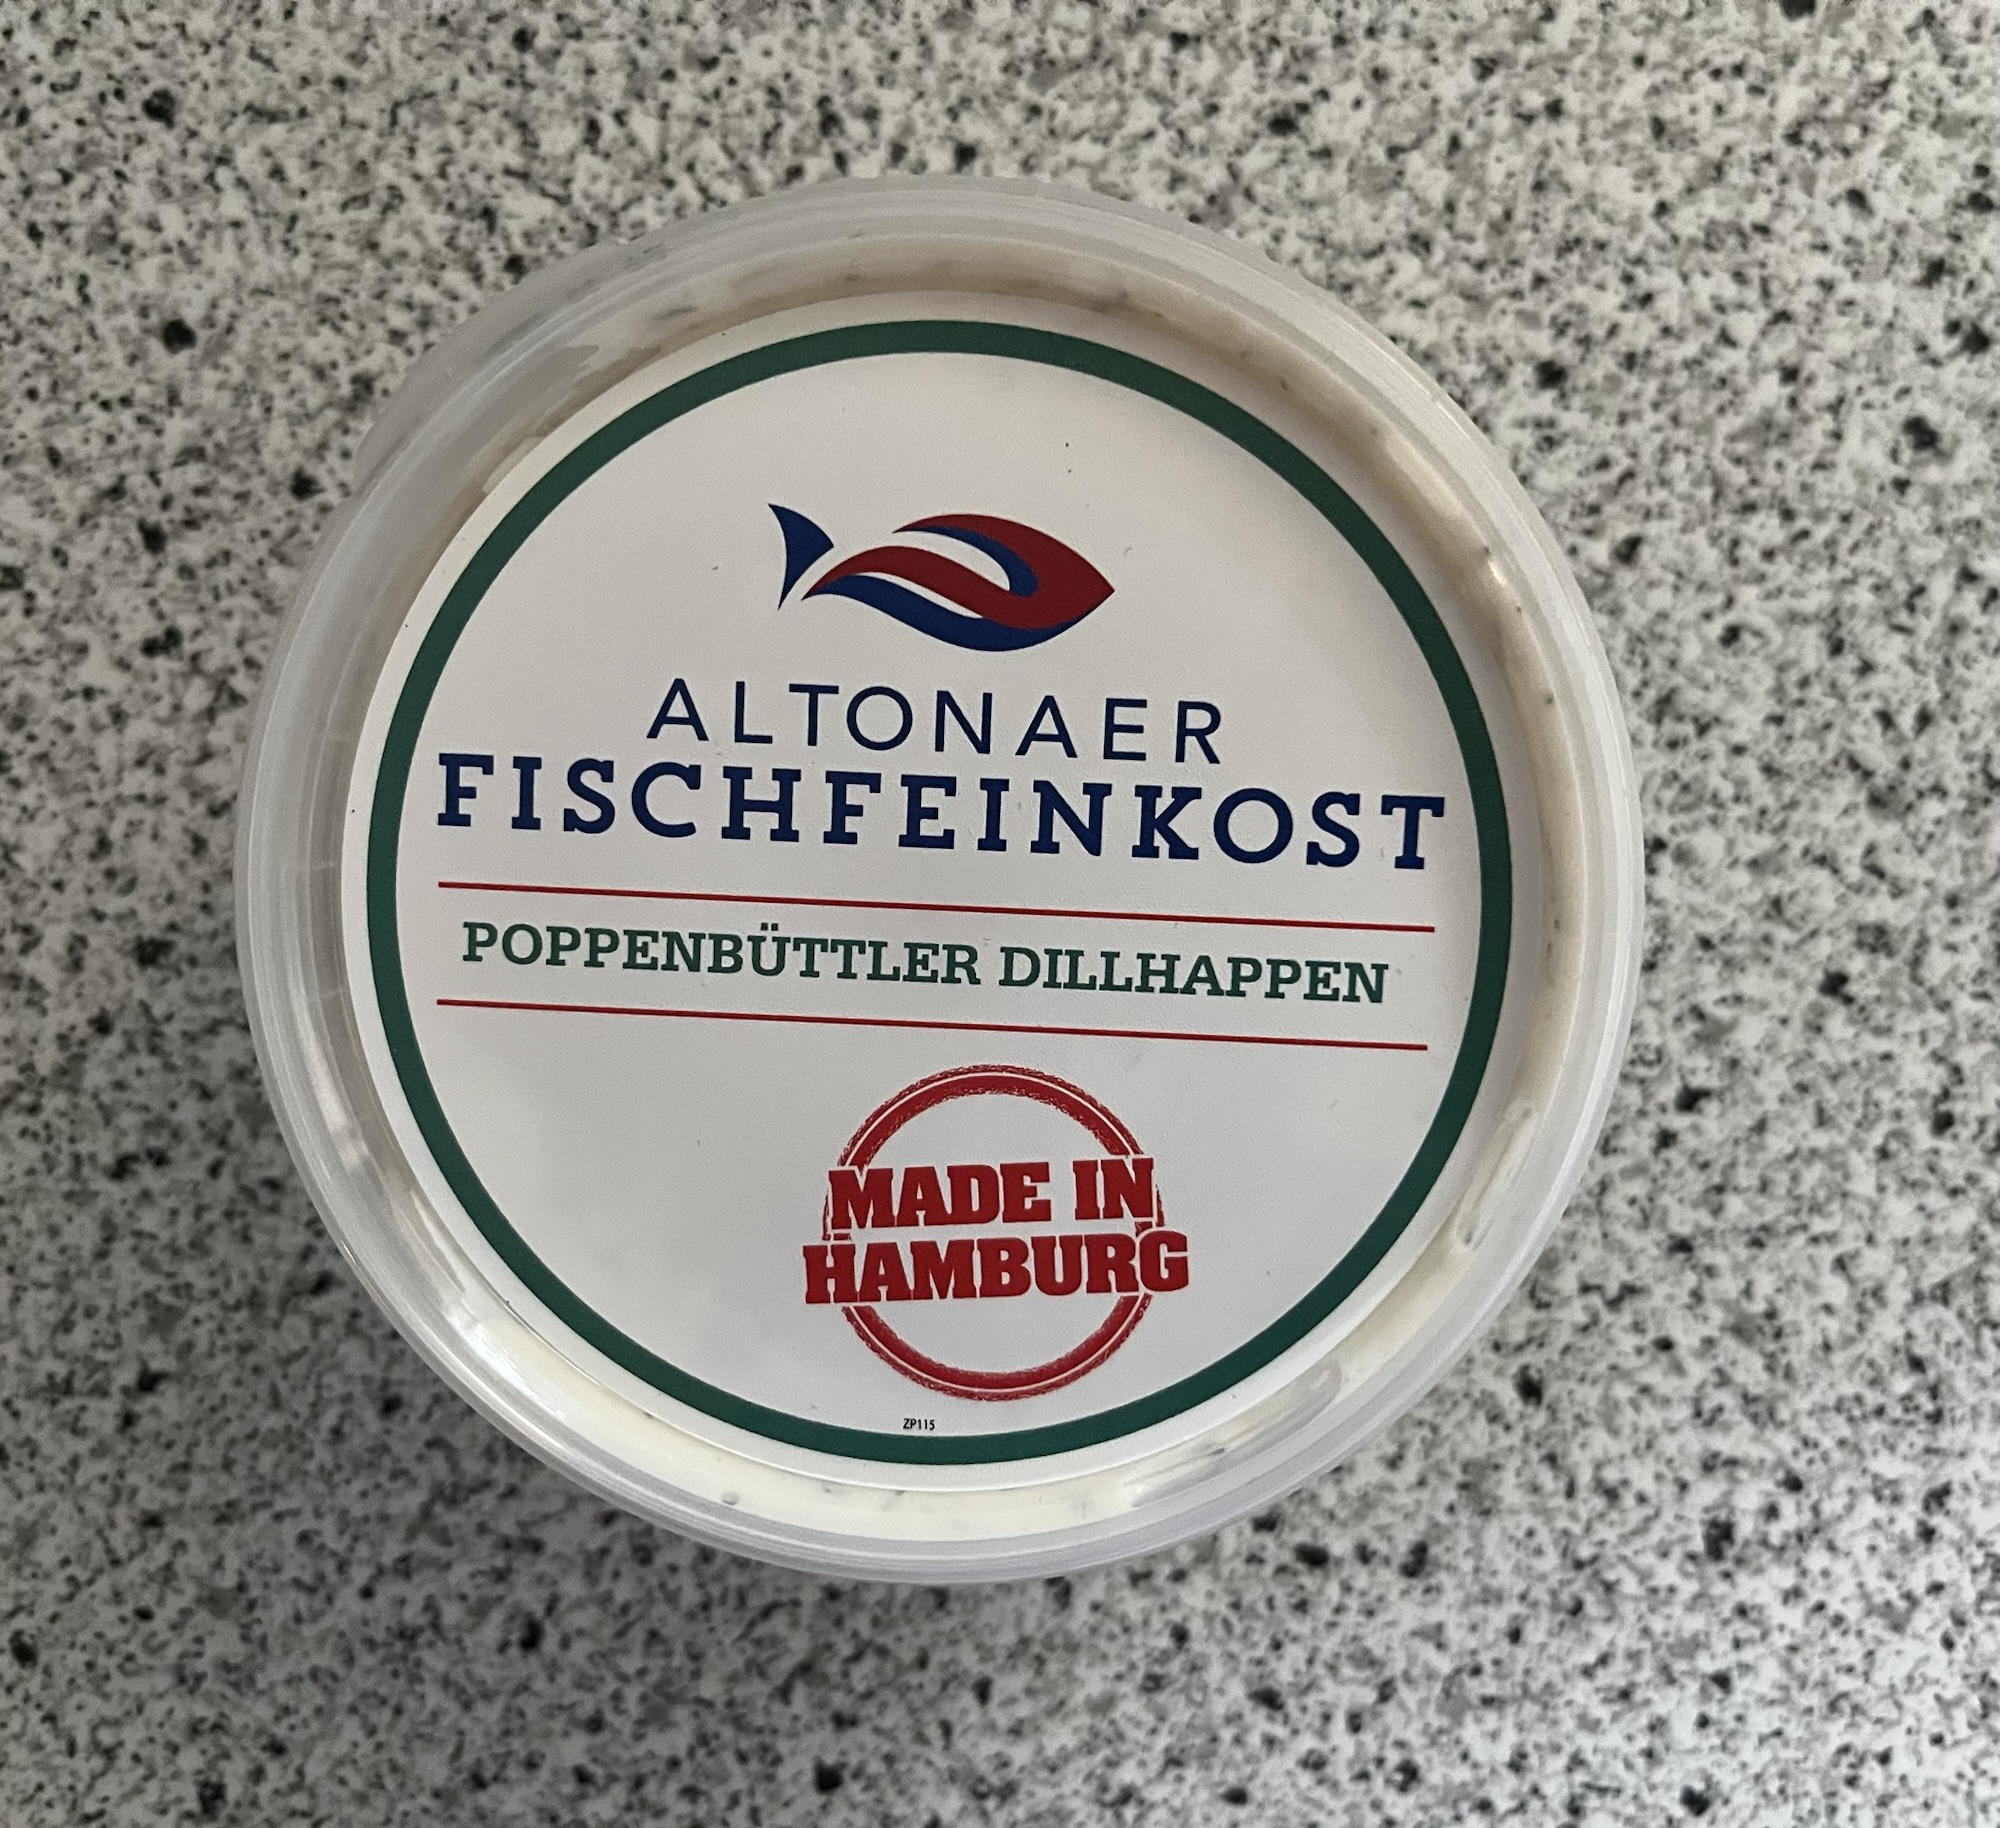 ALTONAER
FISCHFEINKOST
POPPENBÜTTLER DILLHAPPEN
MADE IN
HAMBURG
ZP115